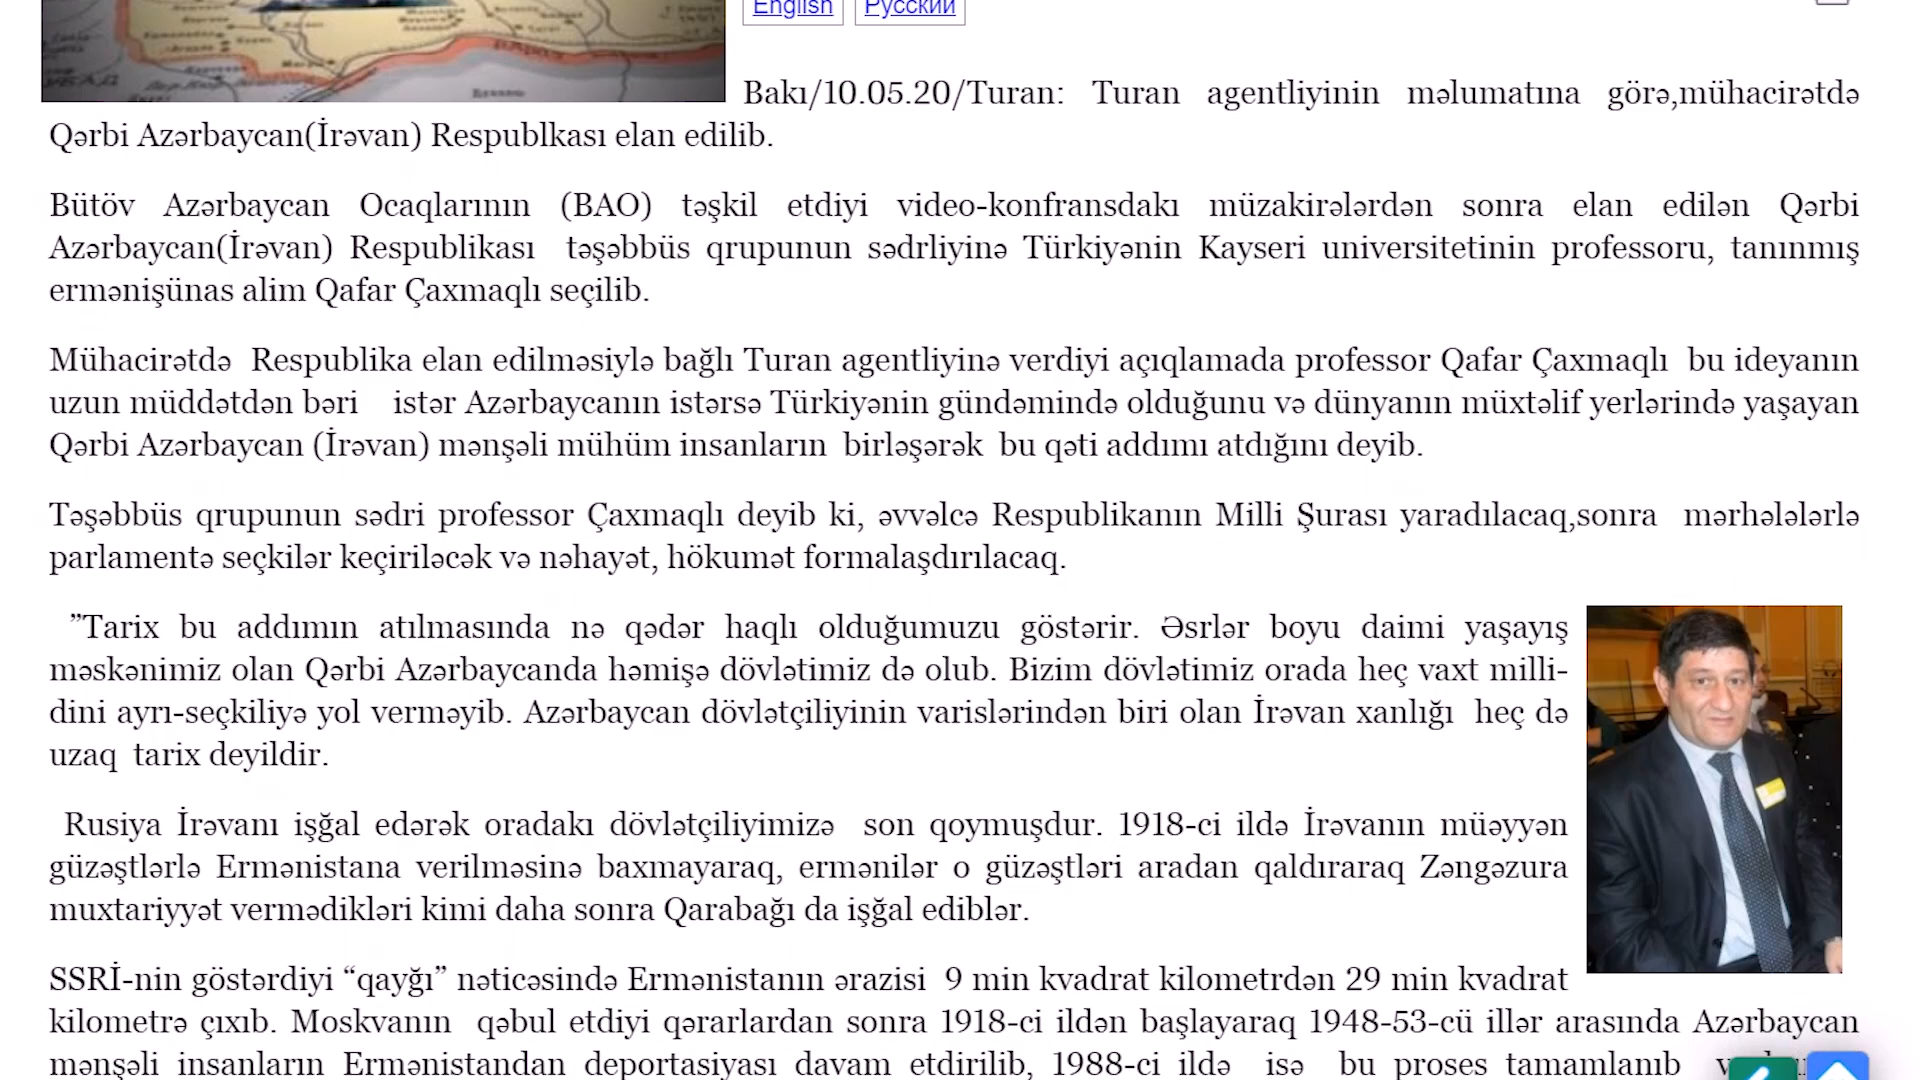 English Русский
Bakı/10.05.20/Turan: Turan agentliyinin məlumatına görə,mühacirətdə
Qərbi Azərbaycan(İrəvan) Respublkası elan edilib.
Bütöv Azərbaycan Ocaqlarının (BAO) təşkil etdiyi video-konfransdakı müzakirələrdən sonra elan edilən Qərbi
Azərbaycan(İrəvan) Respublikası təşəbbüs qrupunun sədrliyinə Türkiyənin Kayseri universitetinin professoru, tanınmış
ermənişünas alim Qafar Çaxmaqlı seçilib.
Mühacirətdə Respublika elan edilməsiylə bağlı Turan agentliyinə verdiyi açıqlamada professor Qafar Çaxmaqlı bu ideyanın
uzun müddətdən bəri istər Azərbaycanın istərsə Türkiyənin gündəmində olduğunu və dünyanın müxtəlif yerlərində yaşayan
Qərbi Azərbaycan (İrəvan) mənşəli mühüm insanların birləşərək bu qəti addımı atdığını deyib.
Təşəbbüs qrupunun sədri professor Çaxmaqlı deyib ki, əvvəlcə Respublikanın Milli Şurası yaradılacaq,sonra mərhələlərlə
parlamentə seçkilər keçiriləcək və nəhayət, hökumət formalaşdırılacaq.
”Tarix bu addımın atılmasında nə qədər haqlı olduğumuzu göstərir. Əsrlər boyu daimi yaşayış
məskənimiz olan Qərbi Azərbaycanda həmişə dövlətimiz də olub. Bizim dövlətimiz orada heç vaxt milli-
dini ayrı-seçkiliyə yol verməyib. Azərbaycan dövlətçiliyinin varislərindən biri olan İrəvan xanlığı heç də
uzaq tarix deyildir.
Rusiya İrəvanı işğal edərək oradakı dövlətçiliyimizə son qoymuşdur. 1918-ci ildə İrəvanın müəyyən
güzəştlərlə Ermənistana verilməsinə baxmayaraq, ermənilər o güzəştləri aradan qaldıraraq Zəngəzura
muxtariyyət vermədikləri kimi daha sonra Qarabağı da işğal ediblər.
SSRİ-nin göstərdiyi “qayğı” nəticəsində Ermənistanın ərazisi 9 min kvadrat kilometrdən 29 min kvadrat
kilometrə çıxıb. Moskvanın qəbul etdiyi qərarlardan sonra 1918-ci ildən başlayaraq 1948-53-cü illər arasında Azərbaycan
mənşəli insanların Ermənistandan deportasiyası davam etdirilib, 1988-ci ildə isə bu proses tamamlanıb